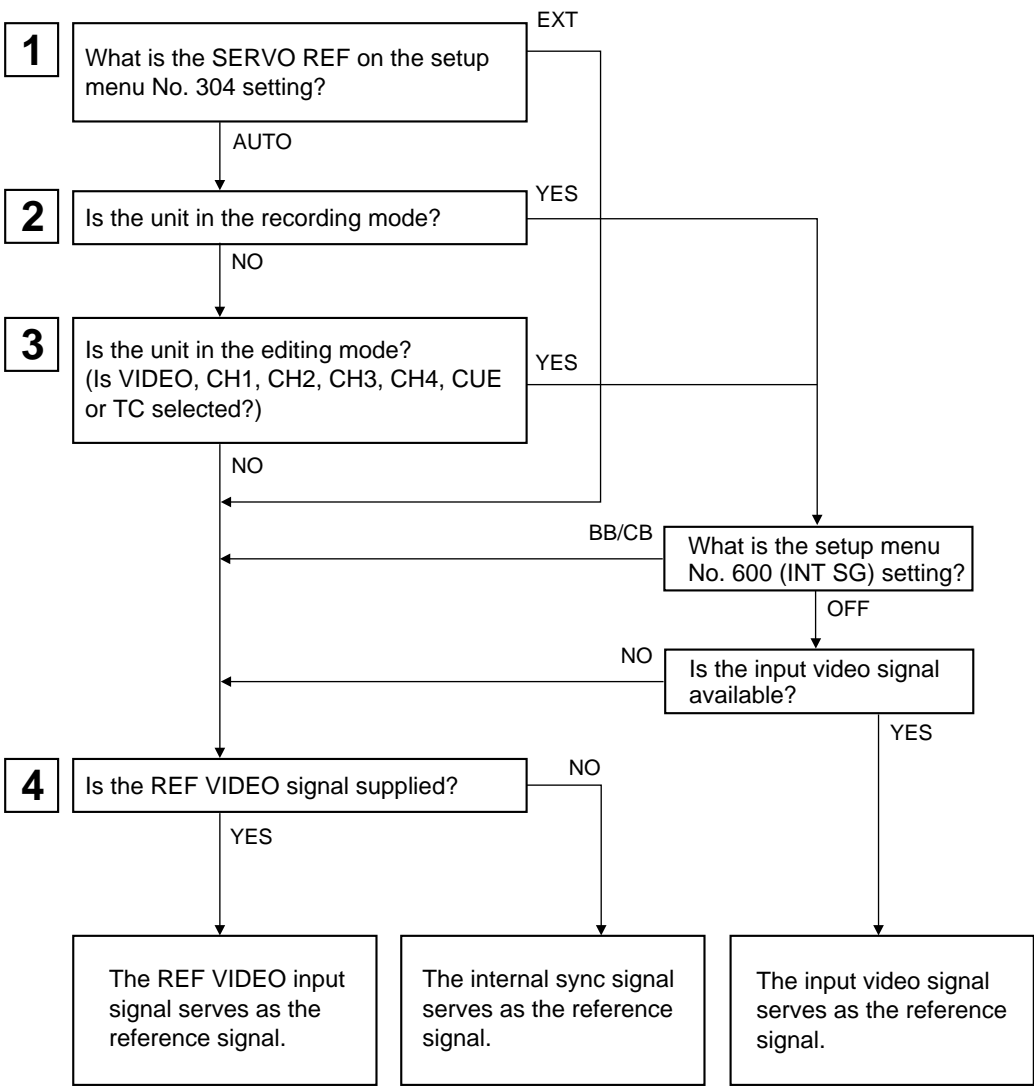 EXT
1
What is the SERVO REF on the setup
menu No. 304 setting?
AUTO
2
Is the unit in the recording mode?
YES
NO
3
Is the unit in the editing mode?
(Is VIDEO, CH1, CH2, CH3, CH4, CUE
or TC selected?)
YES
NO
BB/CB
What is the setup menu
No. 600 (INT SG) setting?
OFF
NO
Is the input video signal
available?
YES
4
Is the REF VIDEO signal supplied?
NO
YES
The REF VIDEO input
signal serves as the
reference signal.
The internal sync signal
serves as the reference
signal.
The input video signal
serves as the reference
signal.